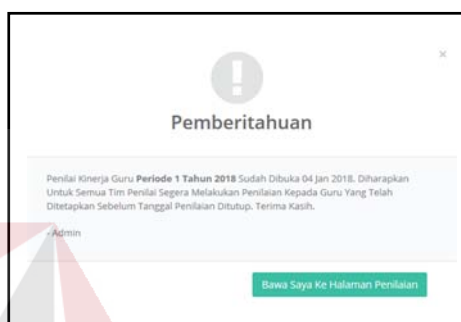 ×
!
Pemberitahuan
Penilai Kinerja Guru Periode 1 Tahun 2018 Sudah Dibuka 04 Jan 2018. Diharapkan
Untuk Semua Tim Penilai Segera Melakukan Penilaian Kepada Guru Yang Telah
Ditetapkan Sebelum Tanggal Penilaian Ditutup. Terima Kasih.
- Admin
Bawa Saya Ke Halaman Penilaian